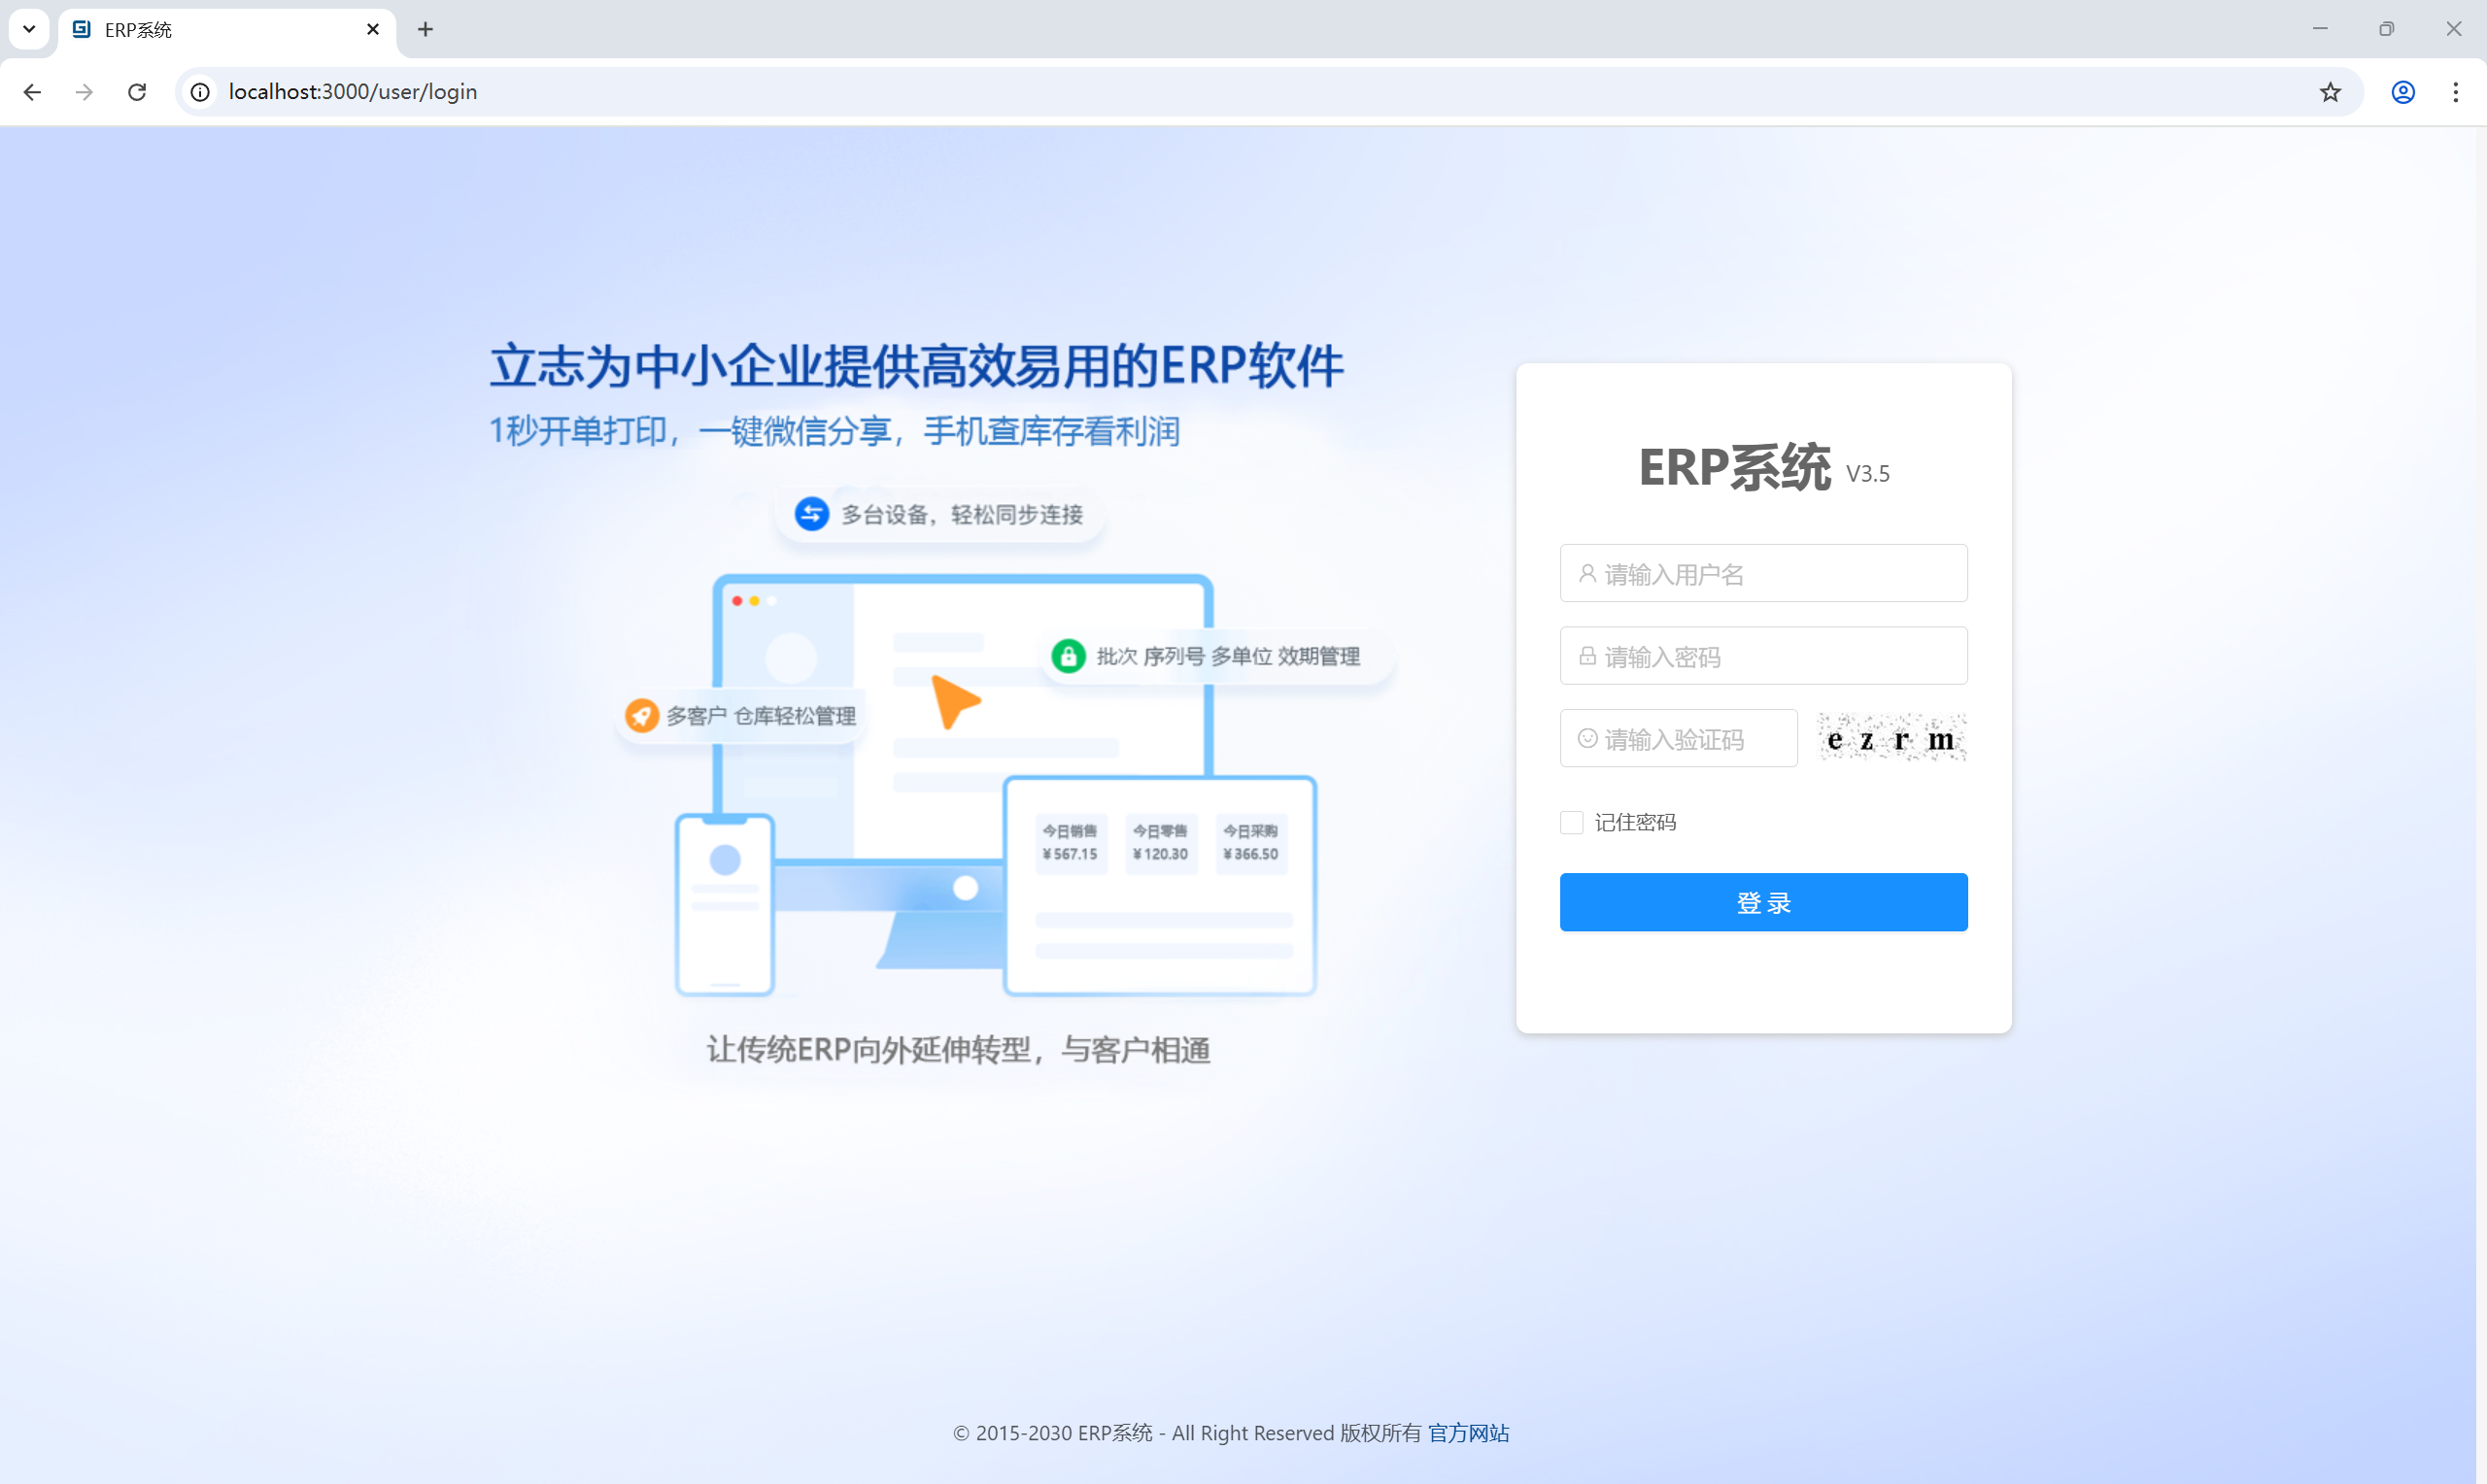 ERP系统
localhost:3000/user/login
立志为中小企业提供高效易用的ERP软件
1秒开单打印，一键微信分享，手机查库存看利润
多台设备，轻松同步连接
批次 序列号 多单位 效期管理
多客户 仓库轻松管理
今日销售 今日零售 今日采购
¥567.15 ¥120.30 ¥366.50
让传统ERP向外延伸转型，与客户相通
ERP系统 V3.5
请输入用户名
请输入密码
请输入验证码 e z r m
记住密码
登 录
© 2015-2030 ERP系统 - All Right Reserved 版权所有 官方网站